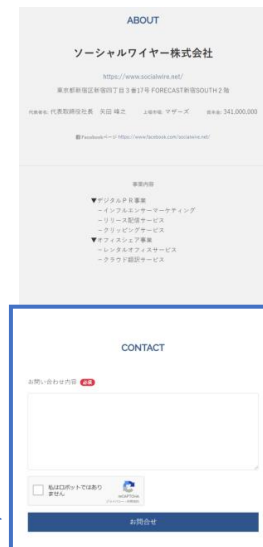 ABOUT
ソーシャルワイヤー株式会社
https://www.socialwire.net/
東京都新宿区新宿四丁目3番17号 FORECAST新宿SOUTH 2階
代表者名: 代表取締役社長 矢田 峰之 上場市場: マザーズ 資本金: 341,000,000
Facebookページ https://www.facebook.com/socialwire.net/
事業内容
▼デジタルPR事業
－インフルエンサーマーケティング
－リリース配信サービス
－クリッピングサービス
▼オフィスシェア事業
－レンタルオフィスサービス
－クラウド翻訳サービス
CONTACT
お問い合わせ内容 必須
私はロボットではありません
reCAPTCHA
お問合せ